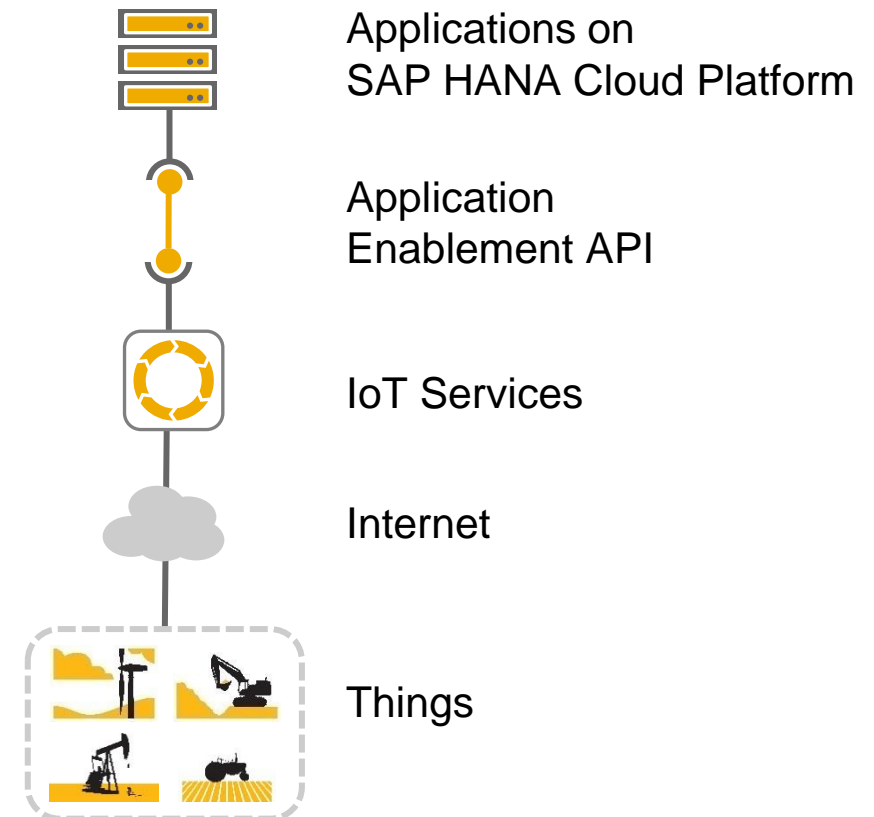 Applications on
SAP HANA Cloud Platform
Application
Enablement API
IoT Services
Internet
Things